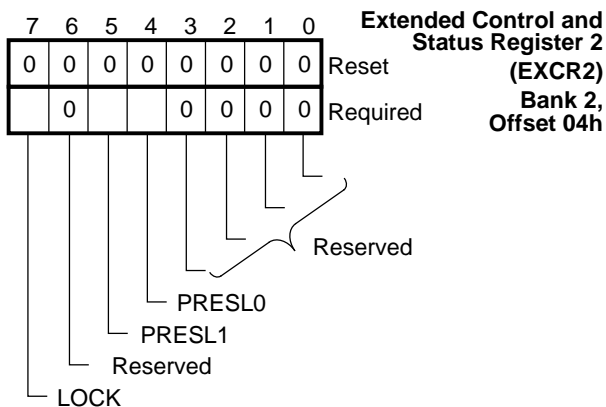 7 6 5 4 3 2 1 0
Extended Control and
Status Register 2
(EXCR2)
Bank 2,
Offset 04h
0 0 0 0 0 0 0 0 Reset
0 0 0 0 0 Required
Reserved
PRESL0
PRESL1
Reserved
LOCK